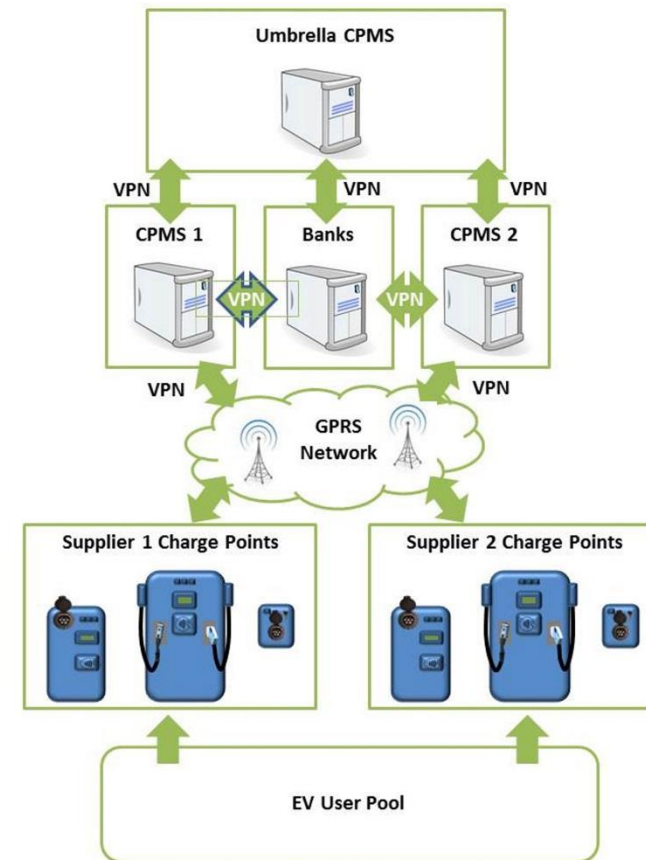 Umbrella CPMS
VPN VPN VPN
CPMS 1 Banks CPMS 2
VPN VPN
VPN VPN
GPRS
Network
Supplier 1 Charge Points Supplier 2 Charge Points
EV User Pool